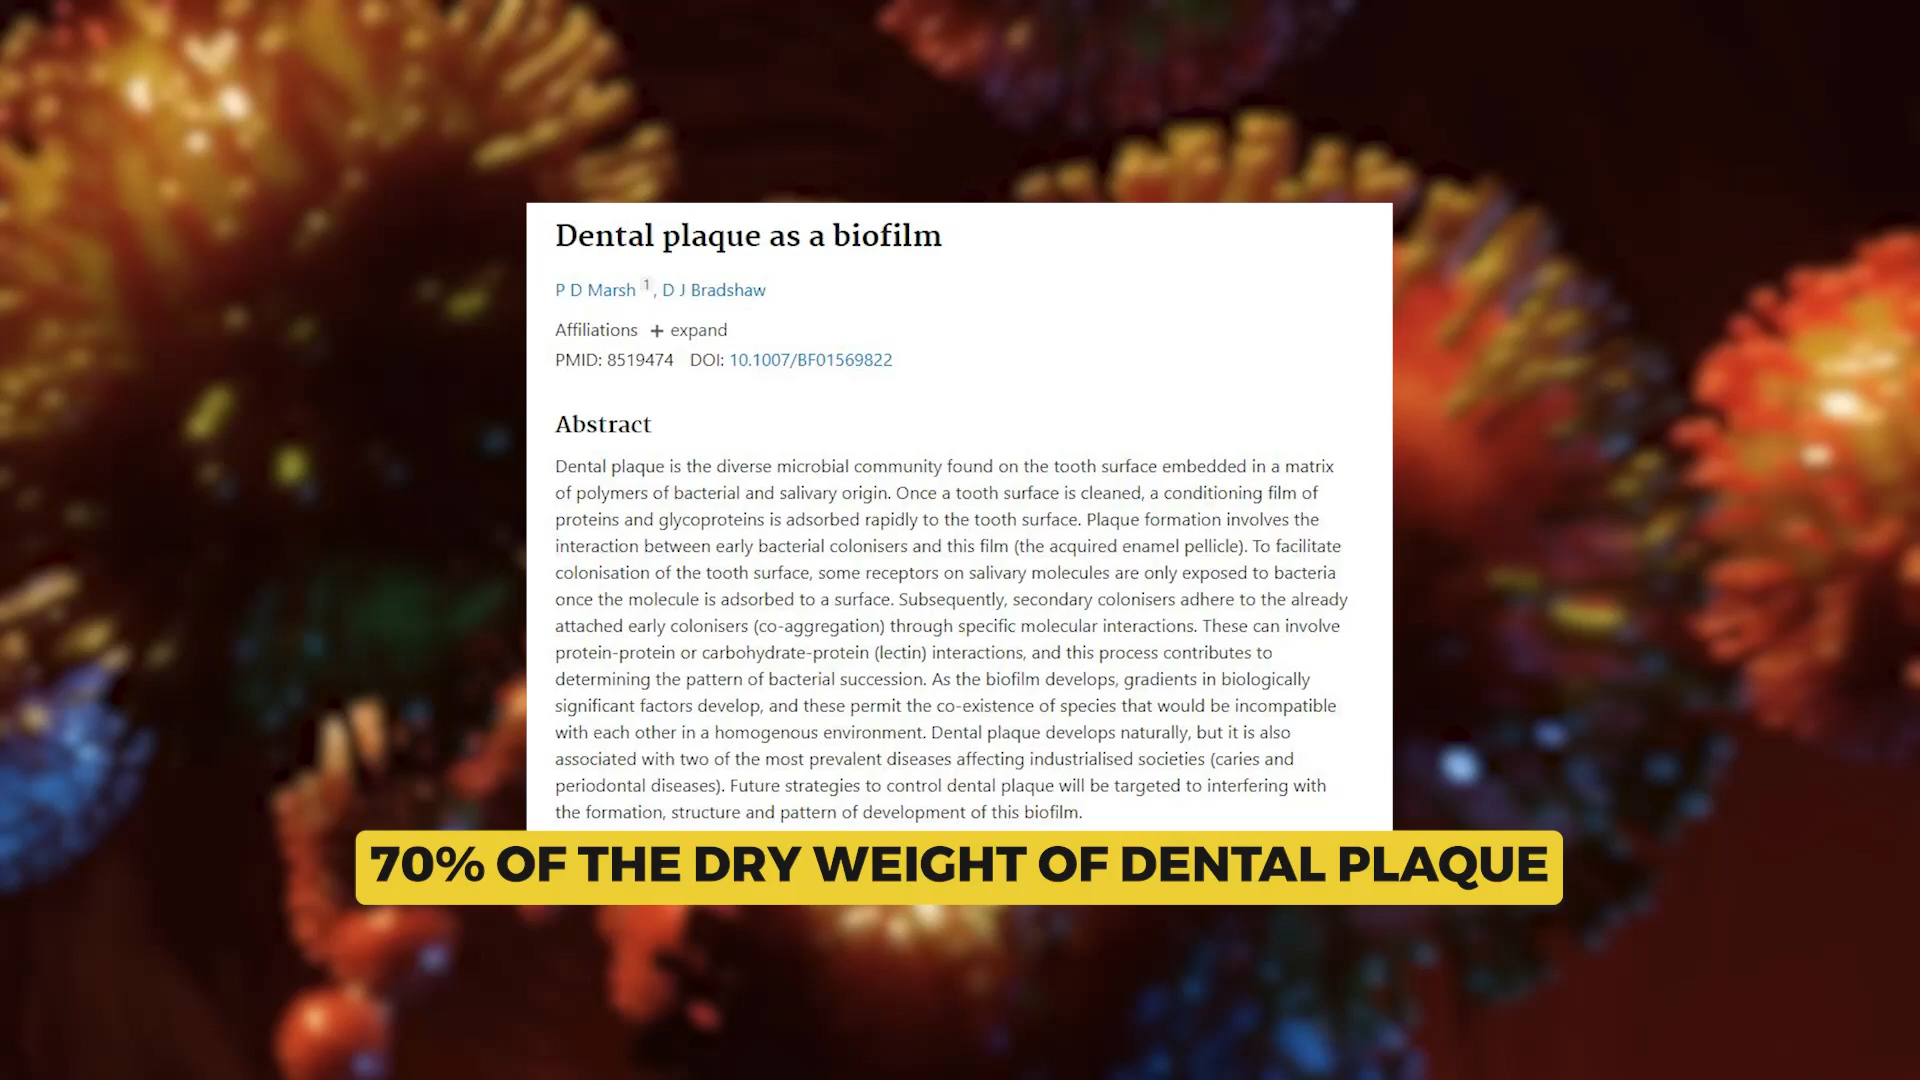 Dental plaque as a biofilm
P D Marsh 1, D J Bradshaw
Affiliations + expand
PMID: 8519474 DOI: 10.1007/BF01569822
Abstract
Dental plaque is the diverse microbial community found on the tooth surface embedded in a matrix
of polymers of bacterial and salivary origin. Once a tooth surface is cleaned, a conditioning film of
proteins and glycoproteins is adsorbed rapidly to the tooth surface. Plaque formation involves the
interaction between early bacterial colonisers and this film (the acquired enamel pellicle). To facilitate
colonisation of the tooth surface, some receptors on salivary molecules are only exposed to bacteria
once the molecule is adsorbed to a surface. Subsequently, secondary colonisers adhere to the already
attached early colonisers (co-aggregation) through specific molecular interactions. These can involve
protein-protein or carbohydrate-protein (lectin) interactions, and this process contributes to
determining the pattern of bacterial succession. As the biofilm develops, gradients in biologically
significant factors develop, and these permit the co-existence of species that would be incompatible
with each other in a homogenous environment. Dental plaque develops naturally, but it is also
associated with two of the most prevalent diseases affecting industrialised societies (caries and
periodontal diseases). Future strategies to control dental plaque will be targeted to interfering with
the formation, structure and pattern of development of this biofilm.
70% OF THE DRY WEIGHT OF DENTAL PLAQUE